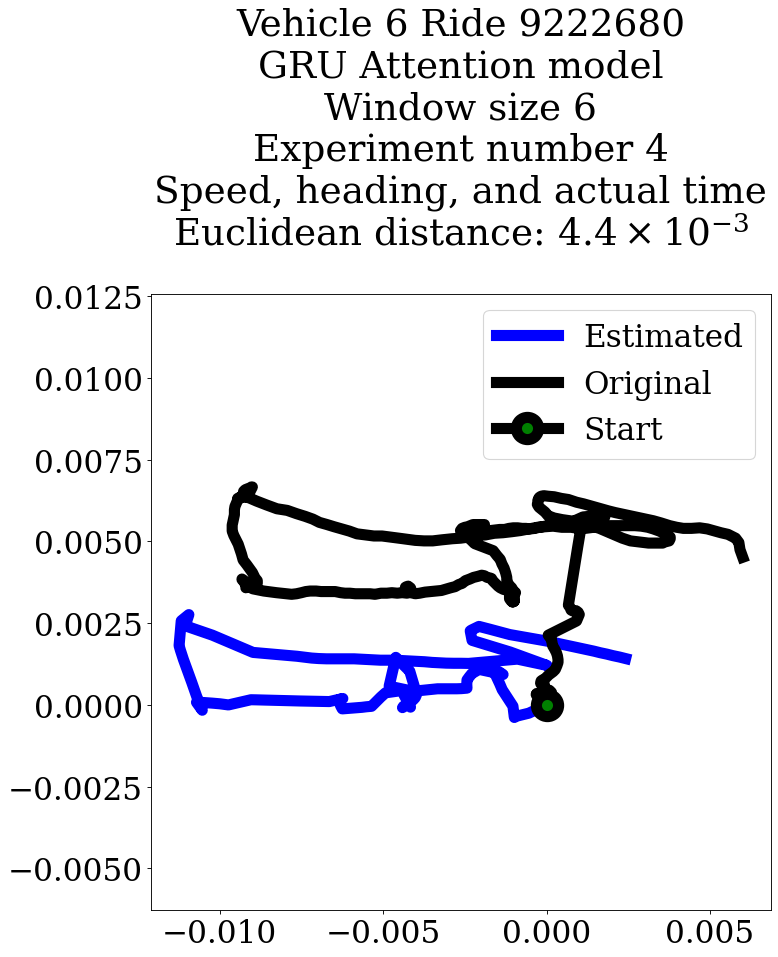 Vehicle 6 Ride 9222680
GRU Attention model
Window size 6
Experiment number 4
Speed, heading, and actual time
Euclidean distance: 4.4 × 10⁻³
0.0125
0.0100
0.0075
0.0050
0.0025
0.0000
−0.0025
−0.0050
Estimated
Original
Start
−0.010 −0.005 0.000 0.005